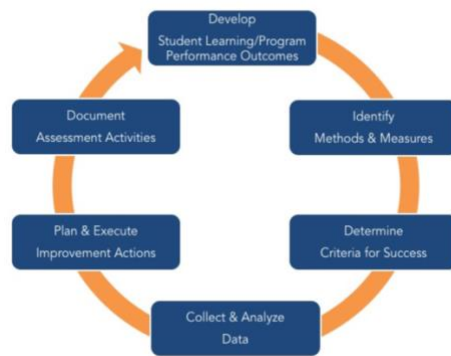 Develop
Student Learning/Program
Performance Outcomes
Identify
Methods & Measures
Determine
Criteria for Success
Collect & Analyze
Data
Plan & Execute
Improvement Actions
Document
Assessment Activities